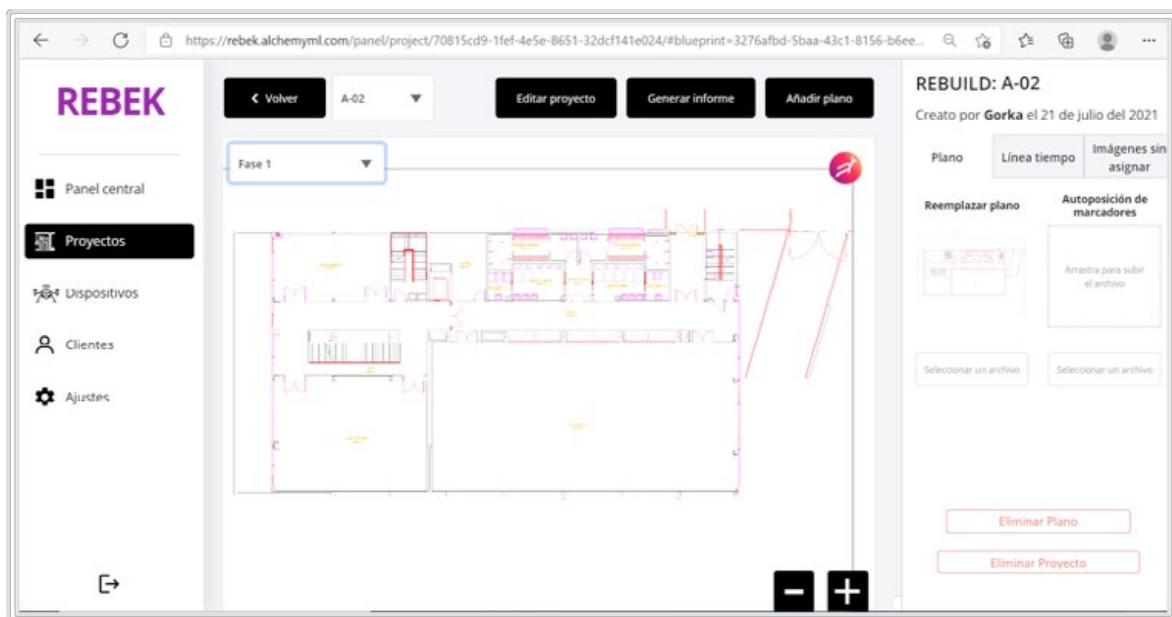 https://rebek.alchemyml.com/panel/project/70815cd9-1fef-4e5e-8651-32dcf141e024/#blueprint=3276afbd-5baa-43c1-8156-b6ee...
REBEK
Panel central
Proyectos
Dispositivos
Clientes
Ajustes
Volver
A-02
Editar proyecto
Generar informe
Añadir plano
Fase 1
REBUILD: A-02
Creato por Gorka el 21 de julio del 2021
Plano
Línea tiempo
Imágenes sin
asignar
Reemplazar plano
Autoposición de
marcadores
Arrastra para subir
el archivo
Seleccionar un archivo
Seleccionar un archivo
Eliminar Plano
Eliminar Proyecto